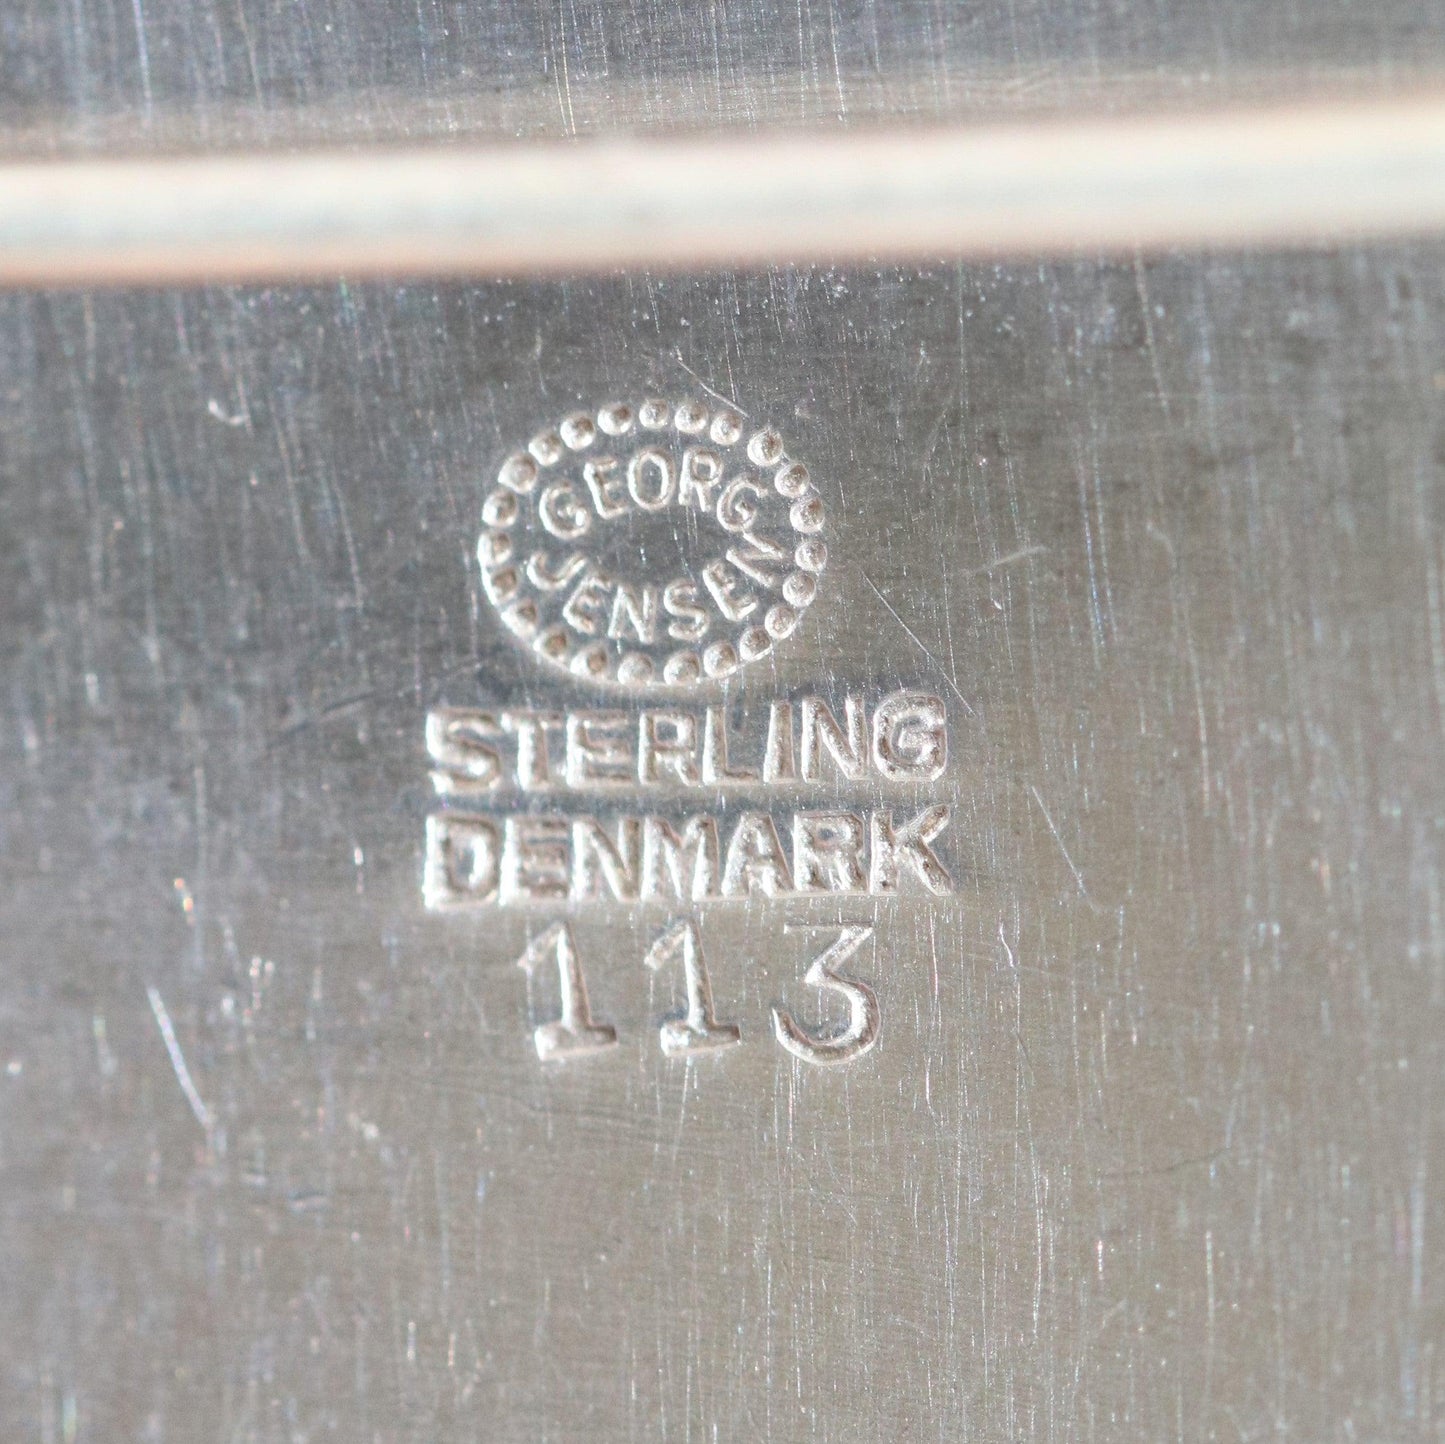 GEORG
JENSEN
STERLING
DENMARK
113